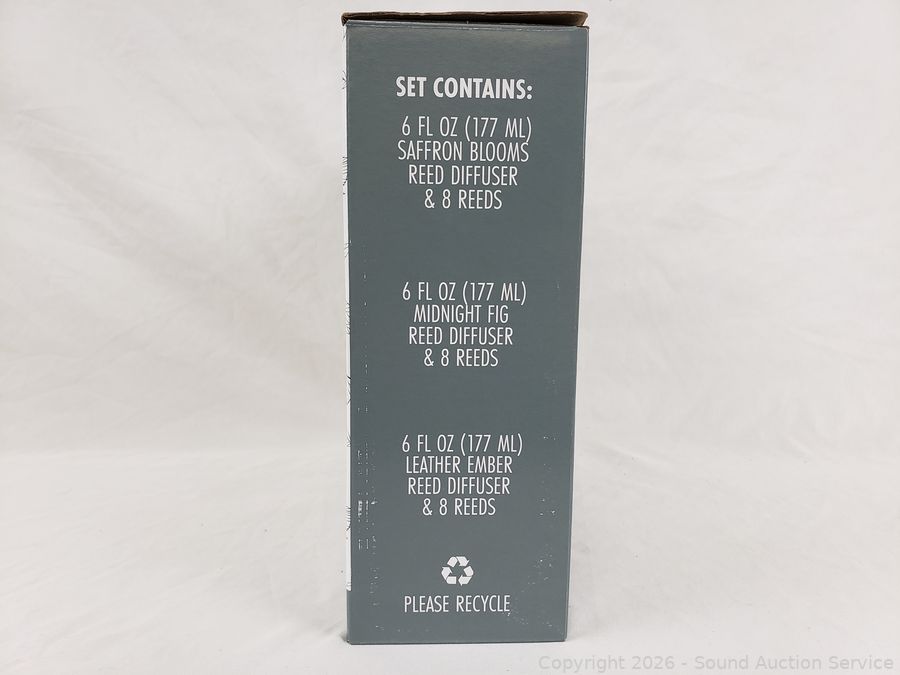 SET CONTAINS:
6 FL OZ (177 ML)
SAFFRON BLOOMS
REED DIFFUSER
& 8 REEDS
6 FL OZ (177 ML)
MIDNIGHT FIG
REED DIFFUSER
& 8 REEDS
6 FL OZ (177 ML)
LEATHER EMBER
REED DIFFUSER
& 8 REEDS
PLEASE RECYCLE
Copyright 2026 - Sound Auction Service